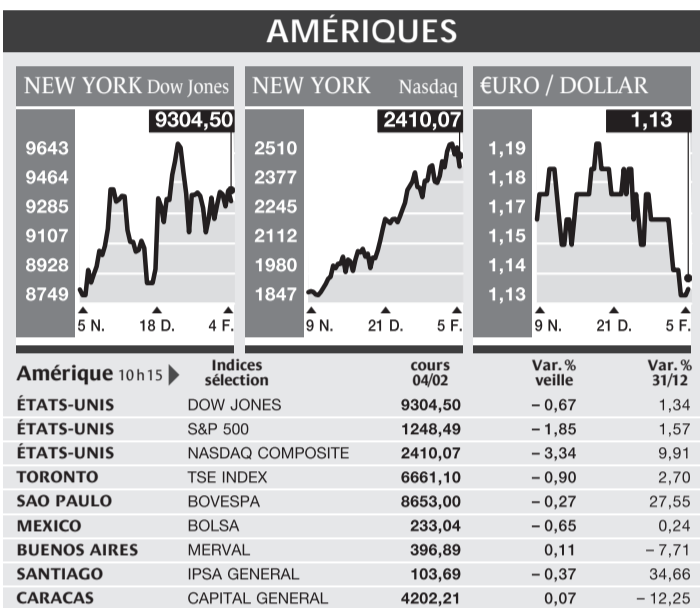 AMÉRIQUES
NEW YORK Dow Jones
9304,50
9643
9464
9285
9107
8928
8749
5 N. 18 D. 4 F.
NEW YORK Nasdaq
2410,07
2510
2377
2245
2112
1980
1847
9 N. 21 D. 5 F.
€URO / DOLLAR
1,13
1,19
1,18
1,17
1,15
1,14
1,13
9 N. 21 D. 5 F.
Amérique 10h15 Indices sélection cours 04/02 Var. % veille Var. % 31/12
ÉTATS-UNIS DOW JONES 9304,50 – 0,67 1,34
ÉTATS-UNIS S&P 500 1248,49 – 1,85 1,57
ÉTATS-UNIS NASDAQ COMPOSITE 2410,07 – 3,34 9,91
TORONTO TSE INDEX 6661,10 – 0,90 2,70
SAO PAULO BOVESPA 8653,00 – 0,27 27,55
MEXICO BOLSA 233,04 – 0,65 0,24
BUENOS AIRES MERVAL 396,89 0,11 – 7,71
SANTIAGO IPSA GENERAL 103,69 – 0,37 34,66
CARACAS CAPITAL GENERAL 4202,21 0,07 – 12,25